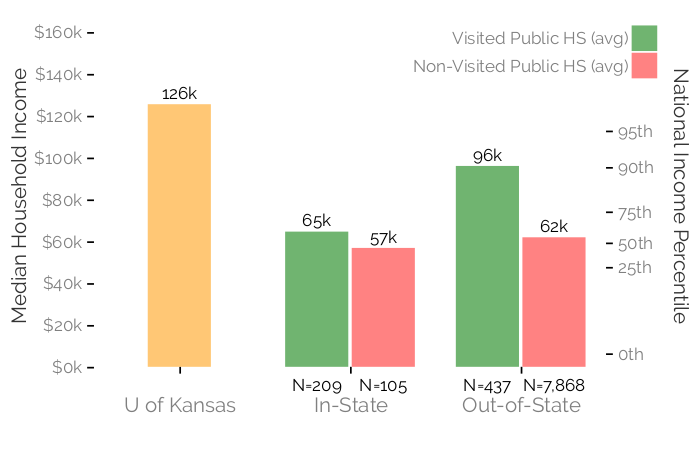 Visited Public HS (avg)
Non-Visited Public HS (avg)
Median Household Income
$160k
$140k
$120k
$100k
$80k
$60k
$40k
$20k
$0k
126k
65k
57k
96k
62k
National Income Percentile
95th
90th
75th
50th
25th
0th
N=209 N=105 N=437 N=7,868
U of Kansas In-State Out-of-State